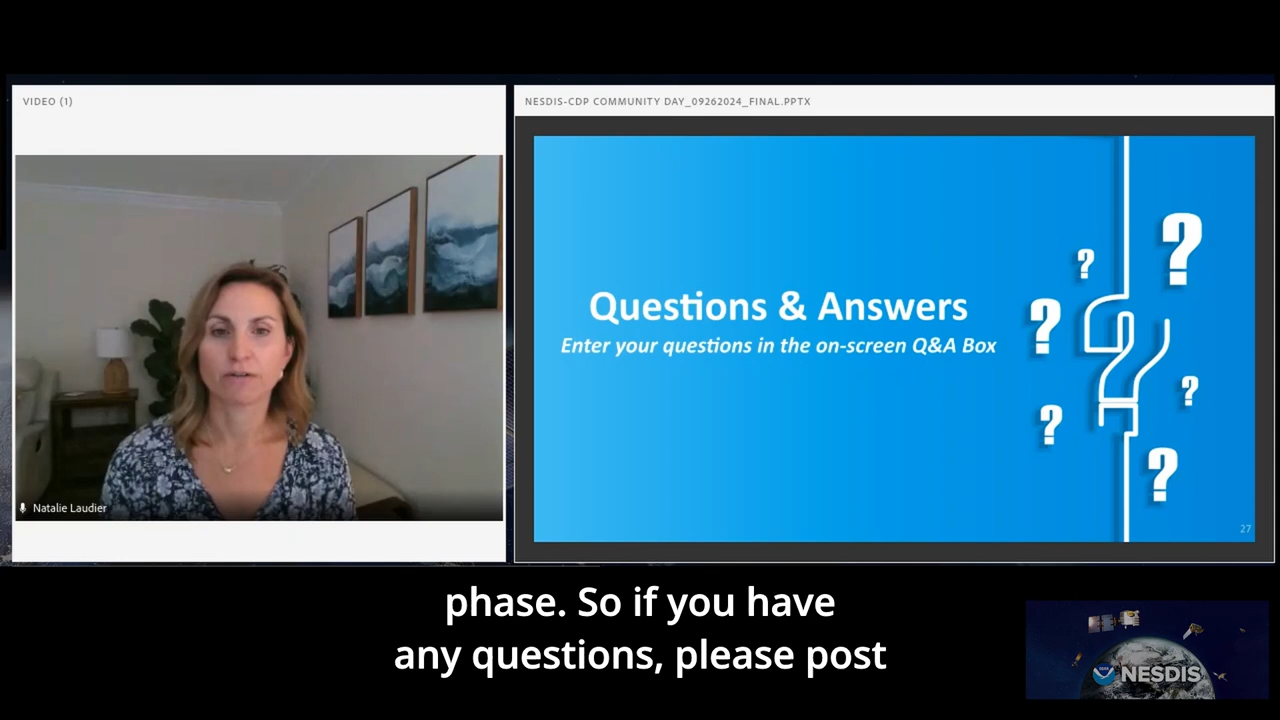 VIDEO (1)
NESDIS-CDP COMMUNITY DAY_09262024_FINAL.PPTX
Questions & Answers
Enter your questions in the on-screen Q&A Box
27
Natalie Laudier
phase. So if you have
any questions, please post
NESDIS